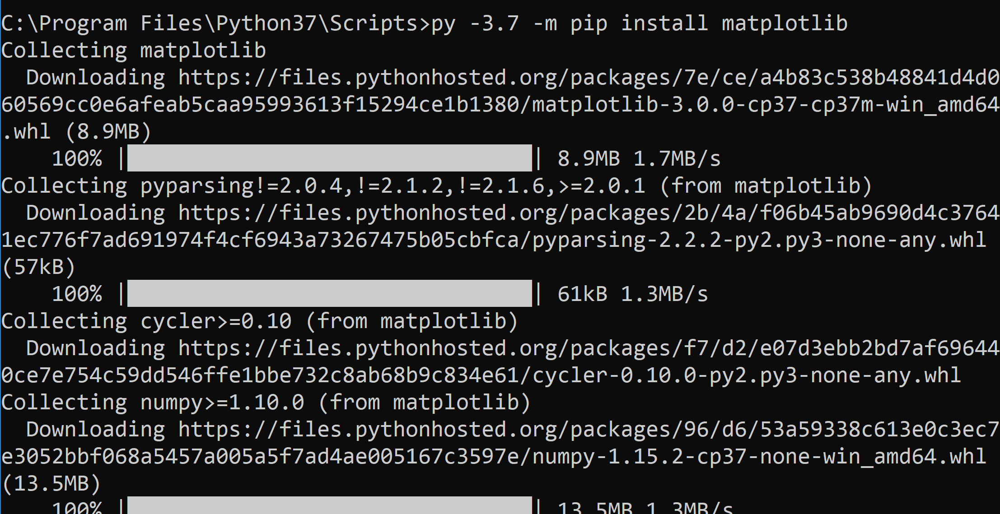 C:\Program Files\Python37\Scripts>py -3.7 -m pip install matplotlib
Collecting matplotlib
  Downloading https://files.pythonhosted.org/packages/7e/ce/a4b83c538b48841d4d0
60569cc0e6afeab5caa95993613f15294ce1b1380/matplotlib-3.0.0-cp37-cp37m-win_amd64
.whl (8.9MB)
    100% |████████████████████████████████| 8.9MB 1.7MB/s
Collecting pyparsing!=2.0.4,!=2.1.2,!=2.1.6,>=2.0.1 (from matplotlib)
  Downloading https://files.pythonhosted.org/packages/2b/4a/f06b45ab9690d4c3764
1ec776f7ad691974f4cf6943a73267475b05cbfca/pyparsing-2.2.2-py2.py3-none-any.whl
(57kB)
    100% |████████████████████████████████| 61kB 1.3MB/s
Collecting cycler>=0.10 (from matplotlib)
  Downloading https://files.pythonhosted.org/packages/f7/d2/e07d3ebb2bd7af69644
0ce7e754c59dd546ffe1bbe732c8ab68b9c834e61/cycler-0.10.0-py2.py3-none-any.whl
Collecting numpy>=1.10.0 (from matplotlib)
  Downloading https://files.pythonhosted.org/packages/96/d6/53a59338c613e0c3ec7
e3052bbf068a5457a005a5f7ad4ae005167c3597e/numpy-1.15.2-cp37-none-win_amd64.whl
(13.5MB)
    100% |████████████████████████████████| 13.5MB 1.3MB/s